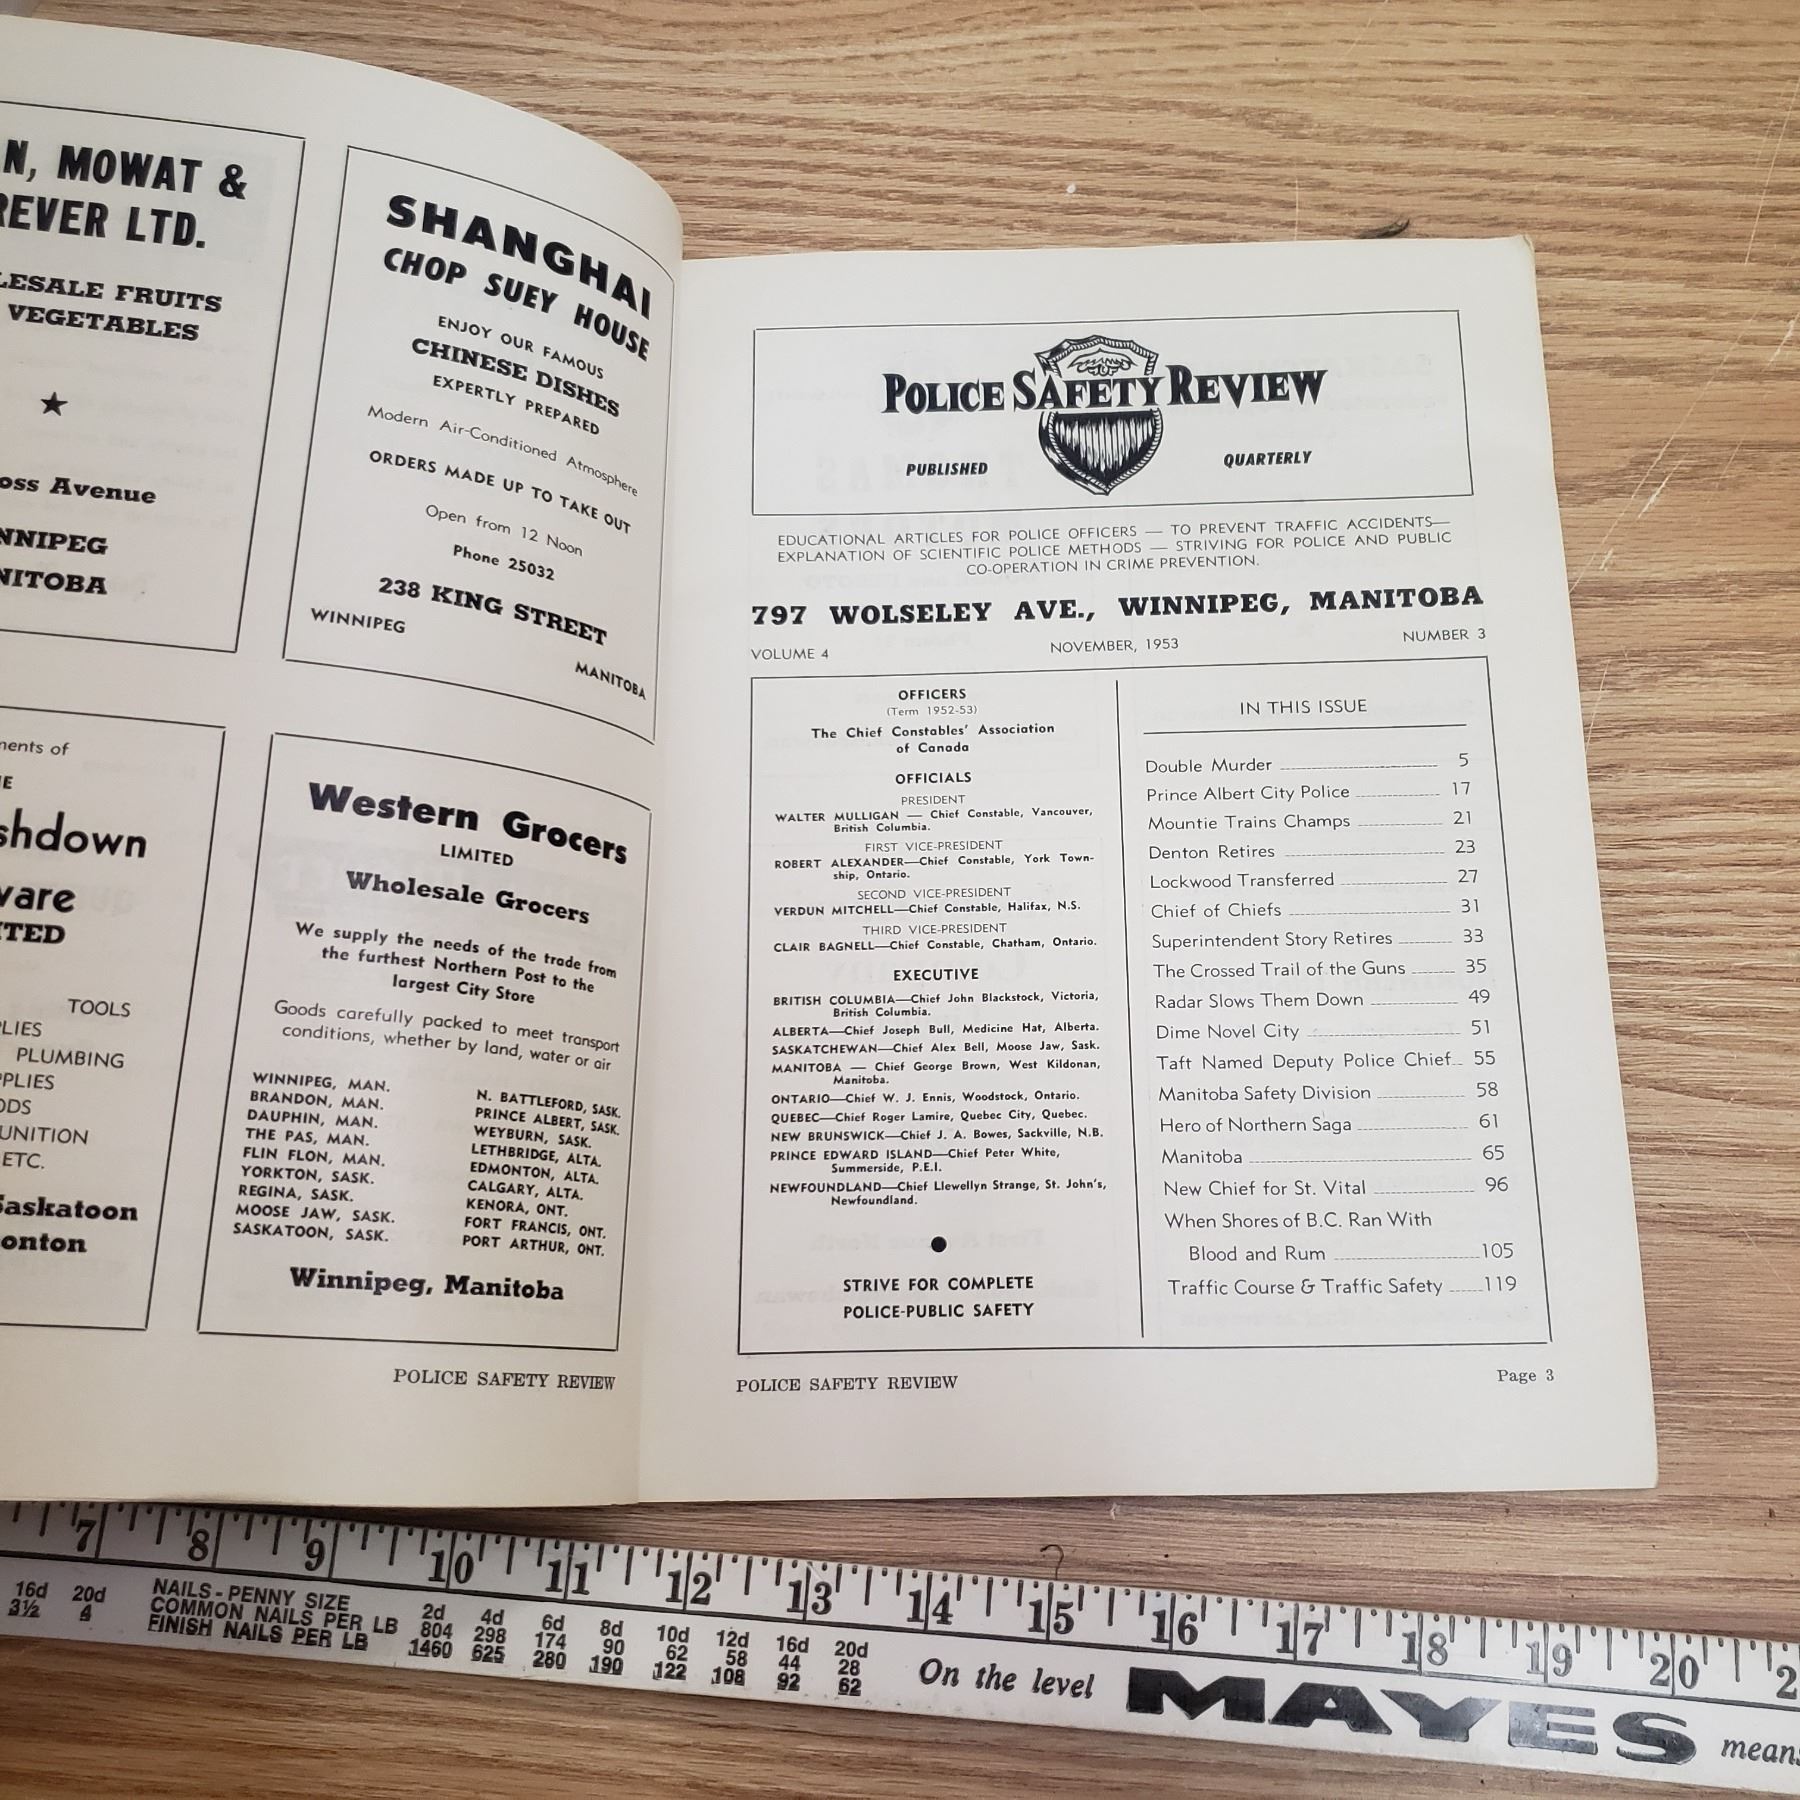 N, MOWAT &
REVER LTD.
LESALE FRUITS
VEGETABLES
★
oss Avenue
NNIPEG
NITOBA
SHANGHAI
CHOP SUEY HOUSE
ENJOY OUR FAMOUS
CHINESE DISHES
EXPERTLY PREPARED
Modern Air-Conditioned Atmosphere
ORDERS MADE UP TO TAKE OUT
Open from 12 Noon
Phone 25032
238 KING STREET
WINNIPEG
MANITOBA
ments of
E
shdown
ware
ITED
TOOLS
LIES
PLUMBING
PPLIES
ODS
UNITION
ETC.
Saskatoon
onton
Western Grocers
LIMITED
Wholesale Grocers
We supply the needs of the trade from
the furthest Northern Post to the
largest City Store
Goods carefully packed to meet transport
conditions, whether by land, water or air
WINNIPEG, MAN.
BRANDON, MAN.
DAUPHIN, MAN.
THE PAS, MAN.
FLIN FLON, MAN.
YORKTON, SASK.
REGINA, SASK.
MOOSE JAW, SASK.
SASKATOON, SASK.
N. BATTLEFORD, SASK.
PRINCE ALBERT, SASK.
WEYBURN, SASK.
LETHBRIDGE, ALTA.
EDMONTON, ALTA.
CALGARY, ALTA.
KENORA, ONT.
FORT FRANCIS, ONT.
PORT ARTHUR, ONT.
Winnipeg, Manitoba
POLICE SAFETY REVIEW
POLICE SAFETY REVIEW
PUBLISHED QUARTERLY
EDUCATIONAL ARTICLES FOR POLICE OFFICERS — TO PREVENT TRAFFIC ACCIDENTS—
EXPLANATION OF SCIENTIFIC POLICE METHODS — STRIVING FOR POLICE AND PUBLIC
CO-OPERATION IN CRIME PREVENTION.
797 WOLSELEY AVE., WINNIPEG, MANITOBA
VOLUME 4 NOVEMBER, 1953 NUMBER 3
OFFICERS
(Term 1952-53)
The Chief Constables' Association
of Canada
OFFICIALS
PRESIDENT
WALTER MULLIGAN — Chief Constable, Vancouver,
British Columbia.
FIRST VICE-PRESIDENT
ROBERT ALEXANDER—Chief Constable, York Town-
ship, Ontario.
SECOND VICE-PRESIDENT
VERDUN MITCHELL—Chief Constable, Halifax, N.S.
THIRD VICE-PRESIDENT
CLAIR BAGNELL—Chief Constable, Chatham, Ontario.
EXECUTIVE
BRITISH COLUMBIA—Chief John Blackstock, Victoria,
British Columbia.
ALBERTA—Chief Joseph Bull, Medicine Hat, Alberta.
SASKATCHEWAN—Chief Alex Bell, Moose Jaw, Sask.
MANITOBA — Chief George Brown, West Kildonan,
Manitoba.
ONTARIO—Chief W. J. Ennis, Woodstock, Ontario.
QUEBEC—Chief Roger Lamire, Quebec City, Quebec.
NEW BRUNSWICK—Chief J. A. Bowes, Sackville, N.B.
PRINCE EDWARD ISLAND—Chief Peter White,
Summerside, P.E.I.
NEWFOUNDLAND—Chief Llewellyn Strange, St. John's,
Newfoundland.
STRIVE FOR COMPLETE
POLICE-PUBLIC SAFETY
IN THIS ISSUE
Double Murder 5
Prince Albert City Police 17
Mountie Trains Champs 21
Denton Retires 23
Lockwood Transferred 27
Chief of Chiefs 31
Superintendent Story Retires 33
The Crossed Trail of the Guns 35
Radar Slows Them Down 49
Dime Novel City 51
Taft Named Deputy Police Chief 55
Manitoba Safety Division 58
Hero of Northern Saga 61
Manitoba 65
New Chief for St. Vital 96
When Shores of B.C. Ran With
Blood and Rum 105
Traffic Course & Traffic Safety 119
POLICE SAFETY REVIEW Page 3
7 8 9 10 11 12 13 14 15 16 17 18 19 20 2
16d 20d
3½ 4
NAILS - PENNY SIZE 2d 4d 6d 8d 10d 12d 16d 20d
COMMON NAILS PER LB 804 298 174 90 62 58 44 28
FINISH NAILS PER LB 1460 625 280 190 122 108 92 62
On the level MAYES means